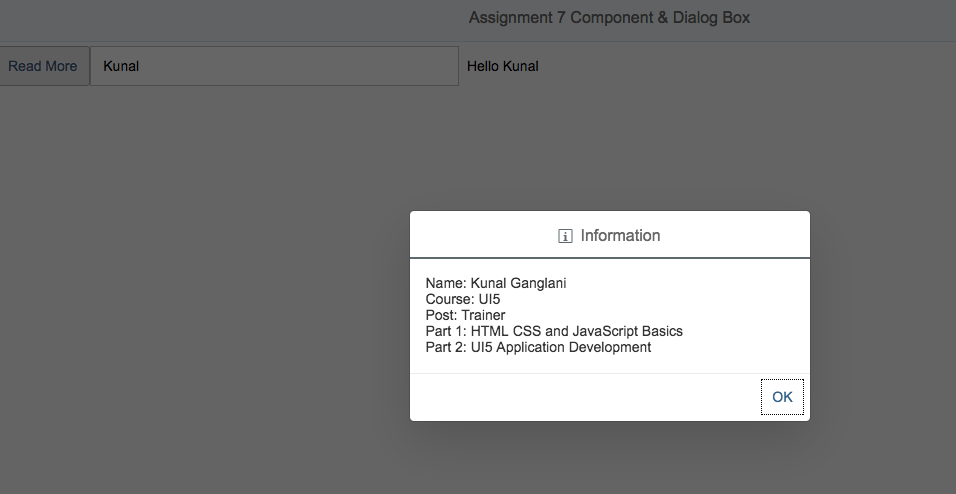 Assignment 7 Component & Dialog Box
Read More Kunal Hello Kunal
Information
Name: Kunal Ganglani
Course: UI5
Post: Trainer
Part 1: HTML CSS and JavaScript Basics
Part 2: UI5 Application Development
OK